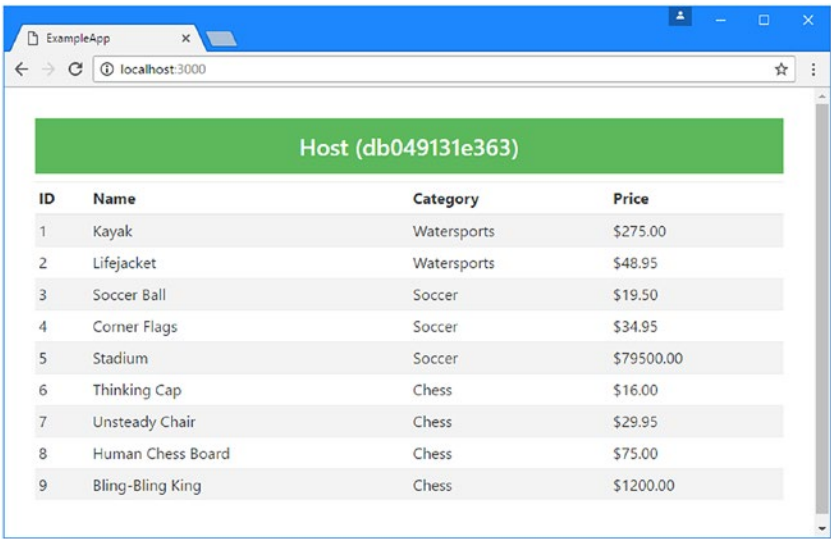 ExampleApp
localhost:3000
Host (db049131e363)
ID Name Category Price
1 Kayak Watersports $275.00
2 Lifejacket Watersports $48.95
3 Soccer Ball Soccer $19.50
4 Corner Flags Soccer $34.95
5 Stadium Soccer $79500.00
6 Thinking Cap Chess $16.00
7 Unsteady Chair Chess $29.95
8 Human Chess Board Chess $75.00
9 Bling-Bling King Chess $1200.00